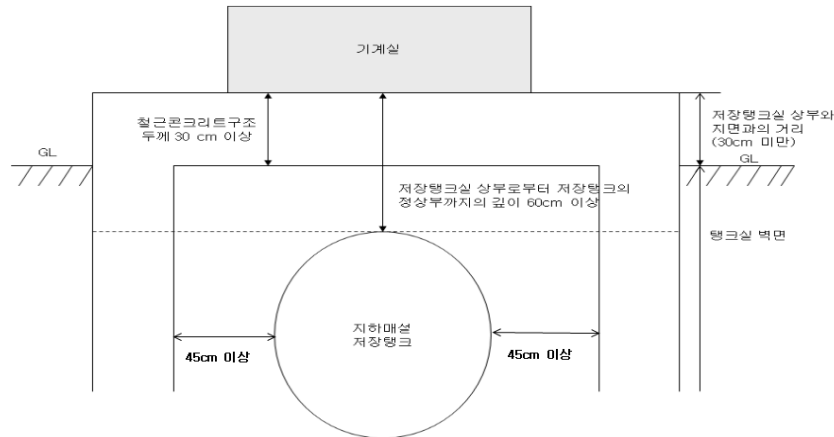 기계실
철근콘크리트구조
두께 30 cm 이상
저장탱크실 상부와
지면과의 거리
(30cm 미만)
GL
GL
저장탱크실 상부로부터 저장탱크의
정상부까지의 깊이 60cm 이상
탱크실 벽면
지하매설
저장탱크
45cm 이상
45cm 이상